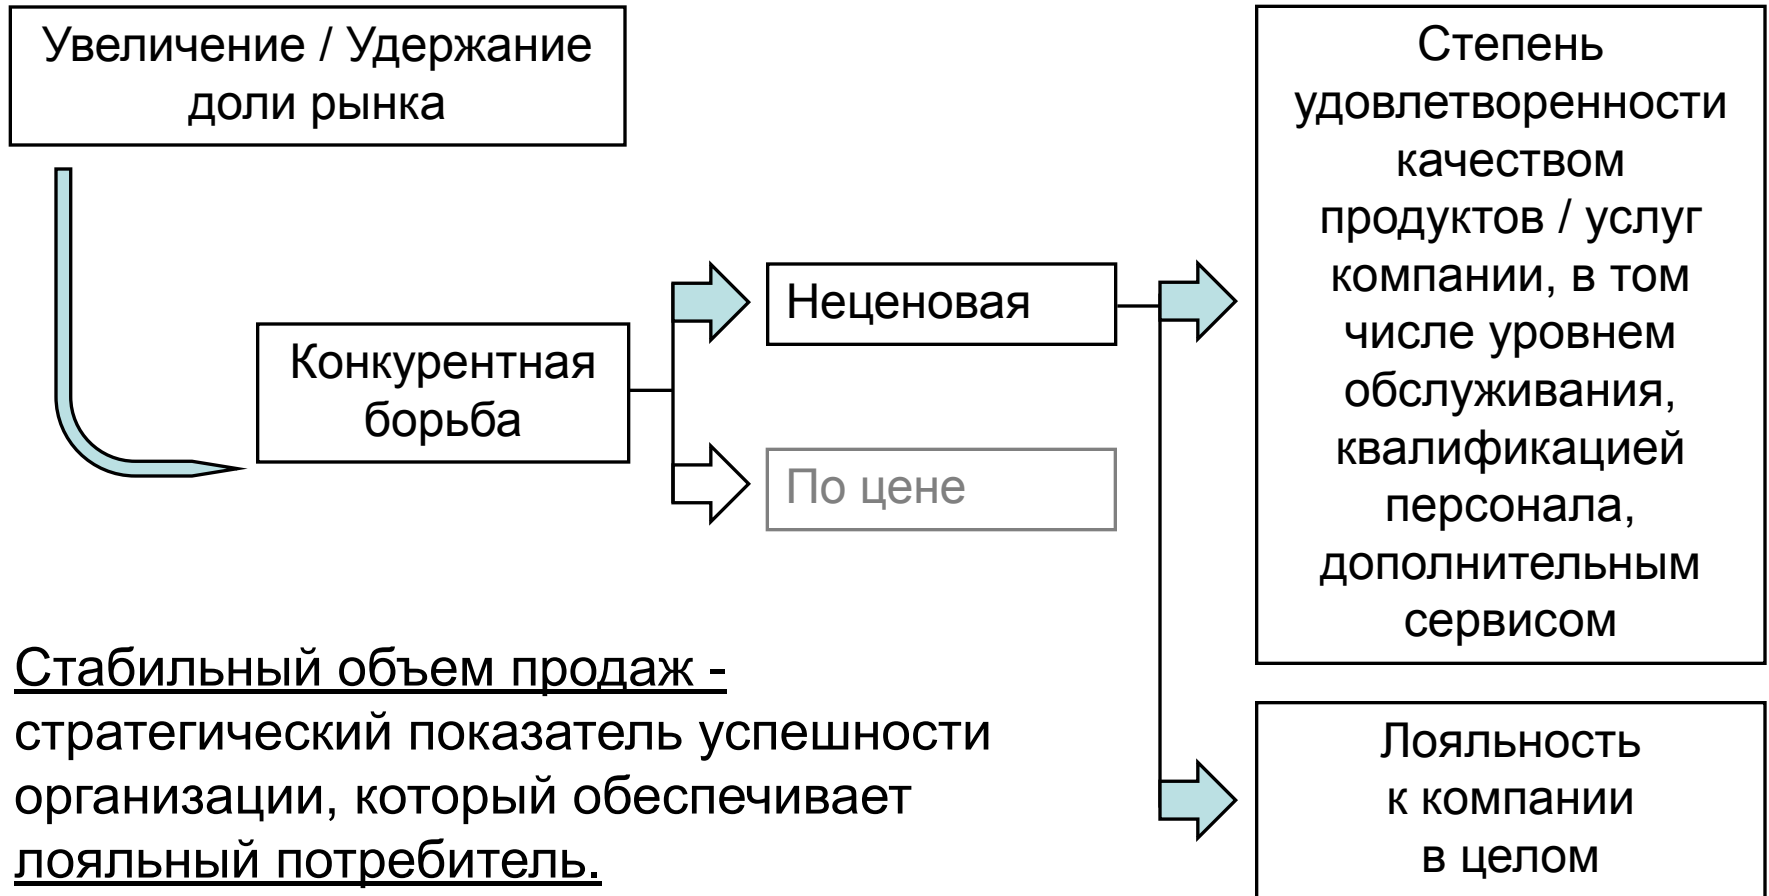 Увеличение / Удержание
доли рынка
Конкурентная
борьба
Неценовая
По цене
Степень
удовлетворенности
качеством
продуктов / услуг
компании, в том
числе уровнем
обслуживания,
квалификацией
персонала,
дополнительным
сервисом
Лояльность
к компании
в целом
Стабильный объем продаж -
стратегический показатель успешности
организации, который обеспечивает
лояльный потребитель.